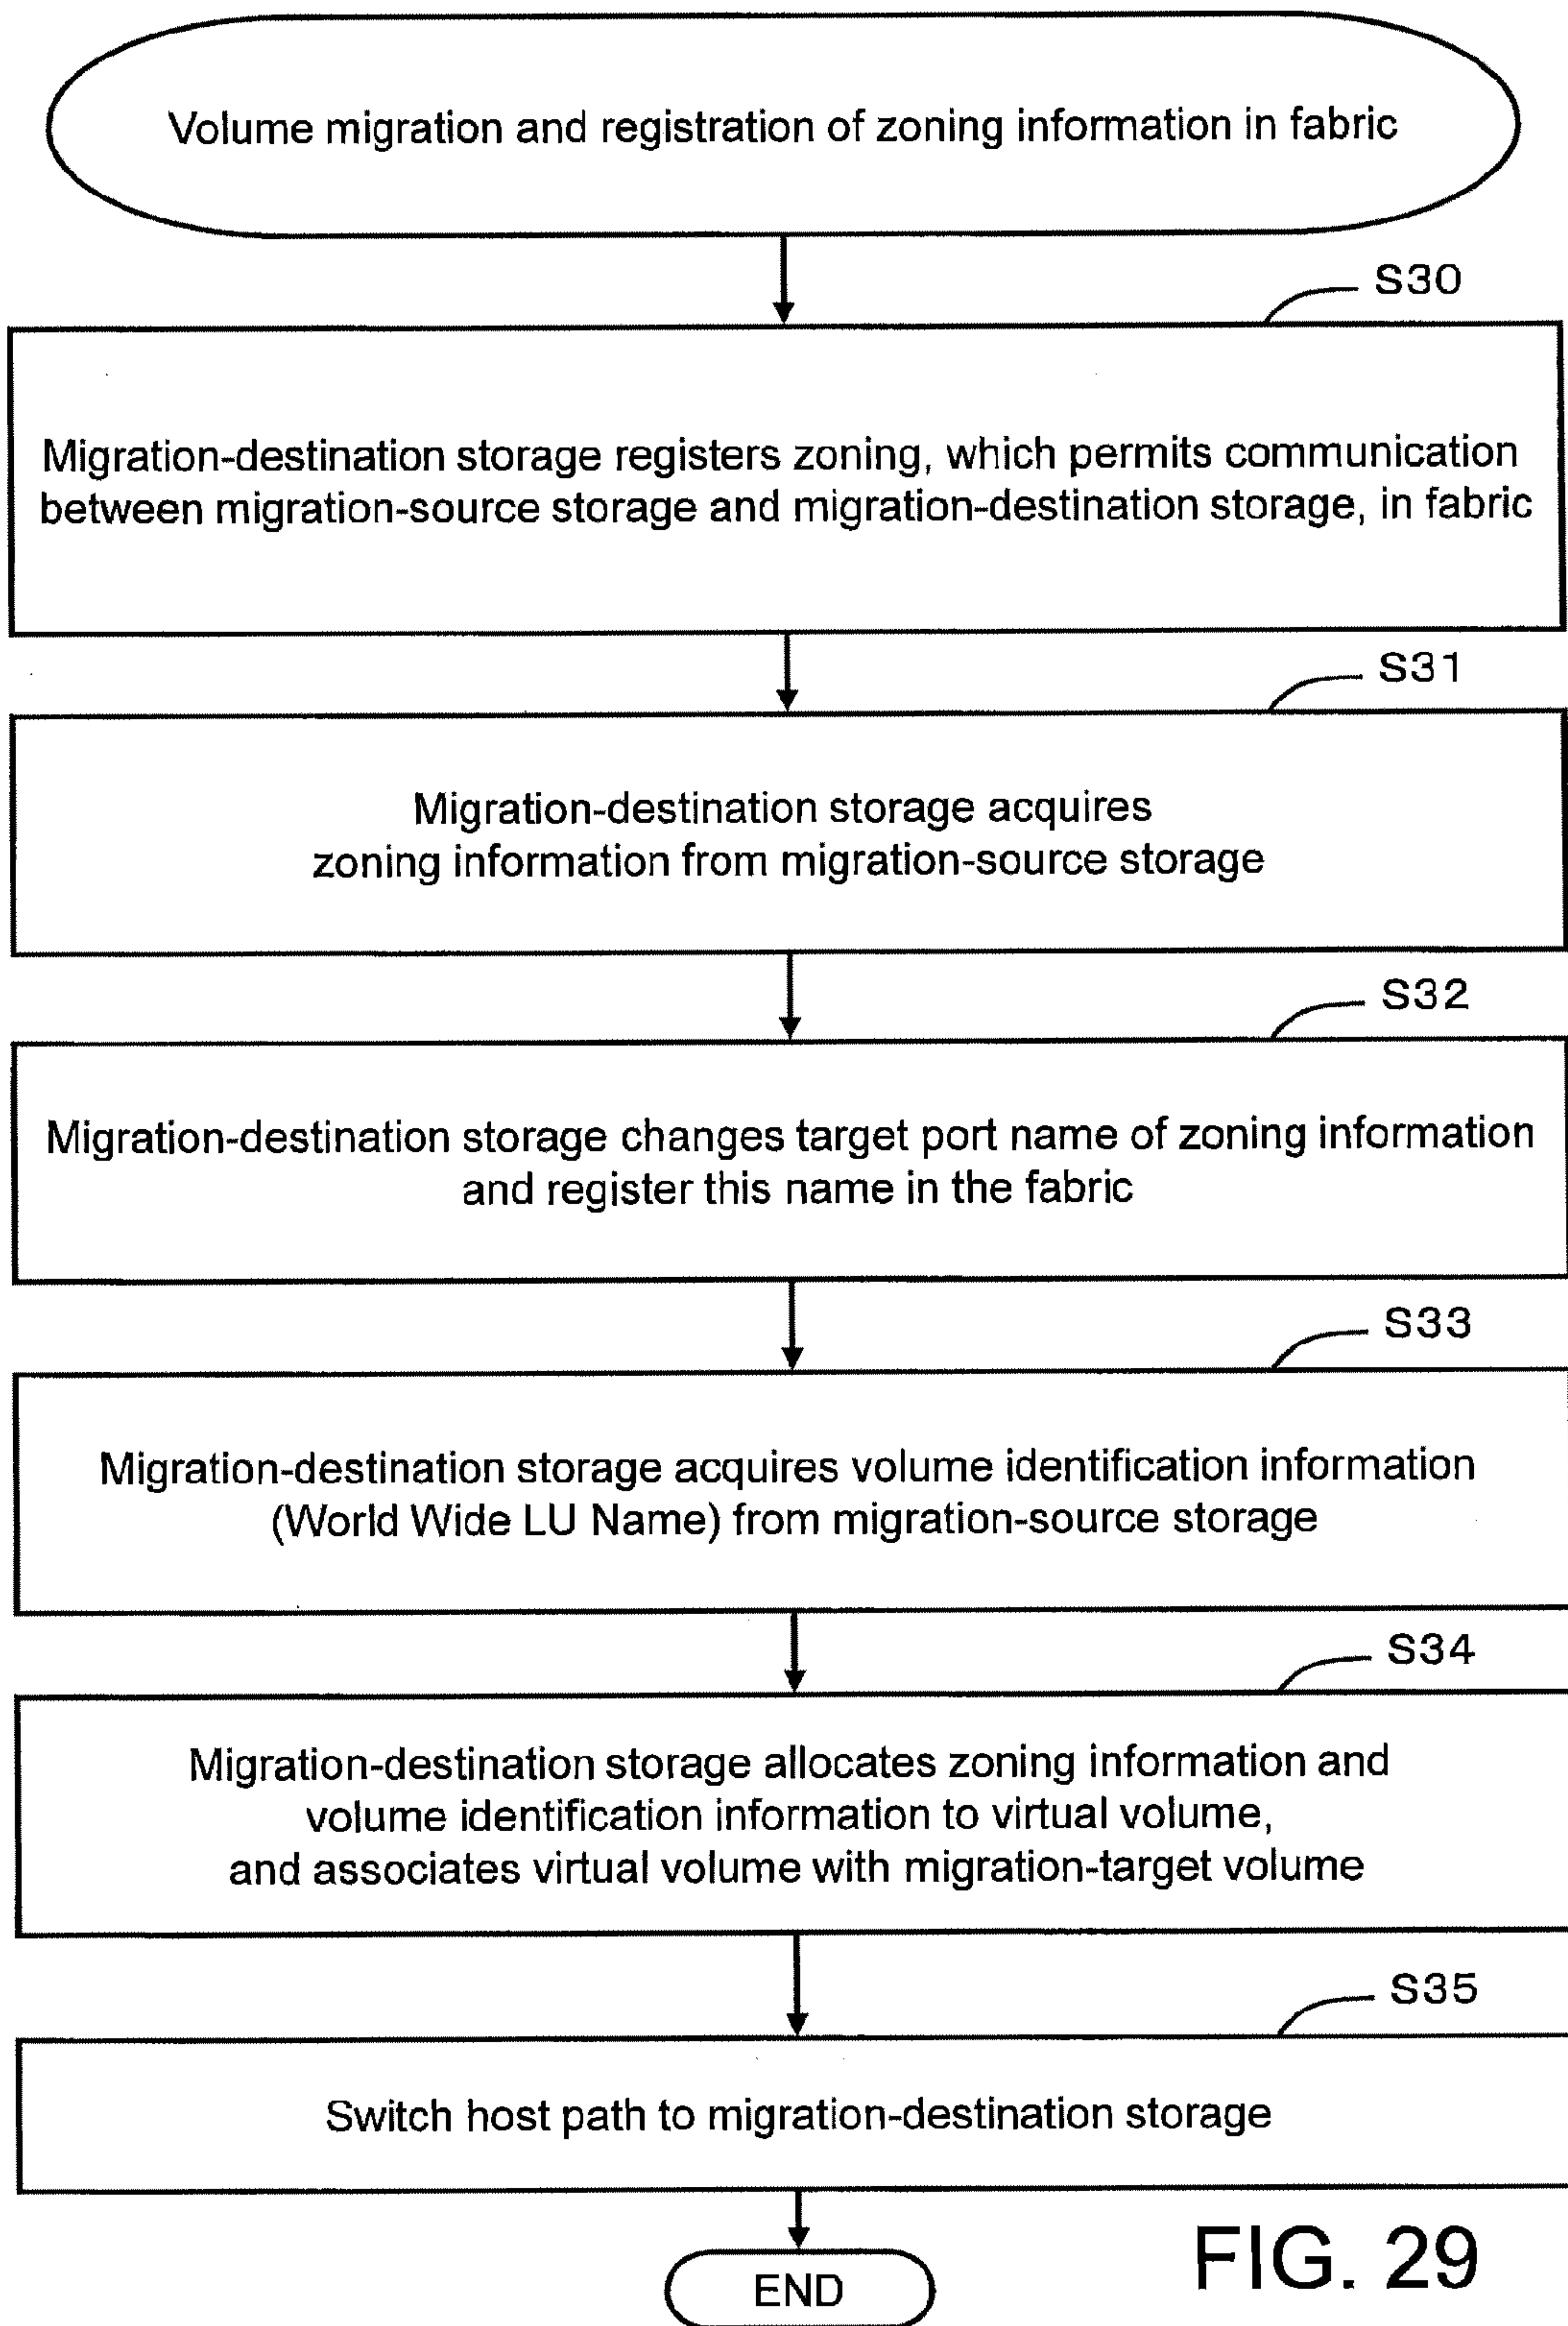 Volume migration and registration of zoning information in fabric
S30
Migration-destination storage registers zoning, which permits communication
between migration-source storage and migration-destination storage, in fabric
S31
Migration-destination storage acquires
zoning information from migration-source storage
S32
Migration-destination storage changes target port name of zoning information
and register this name in the fabric
S33
Migration-destination storage acquires volume identification information
(World Wide LU Name) from migration-source storage
S34
Migration-destination storage allocates zoning information and
volume identification information to virtual volume,
and associates virtual volume with migration-target volume
S35
Switch host path to migration-destination storage
END
FIG. 29